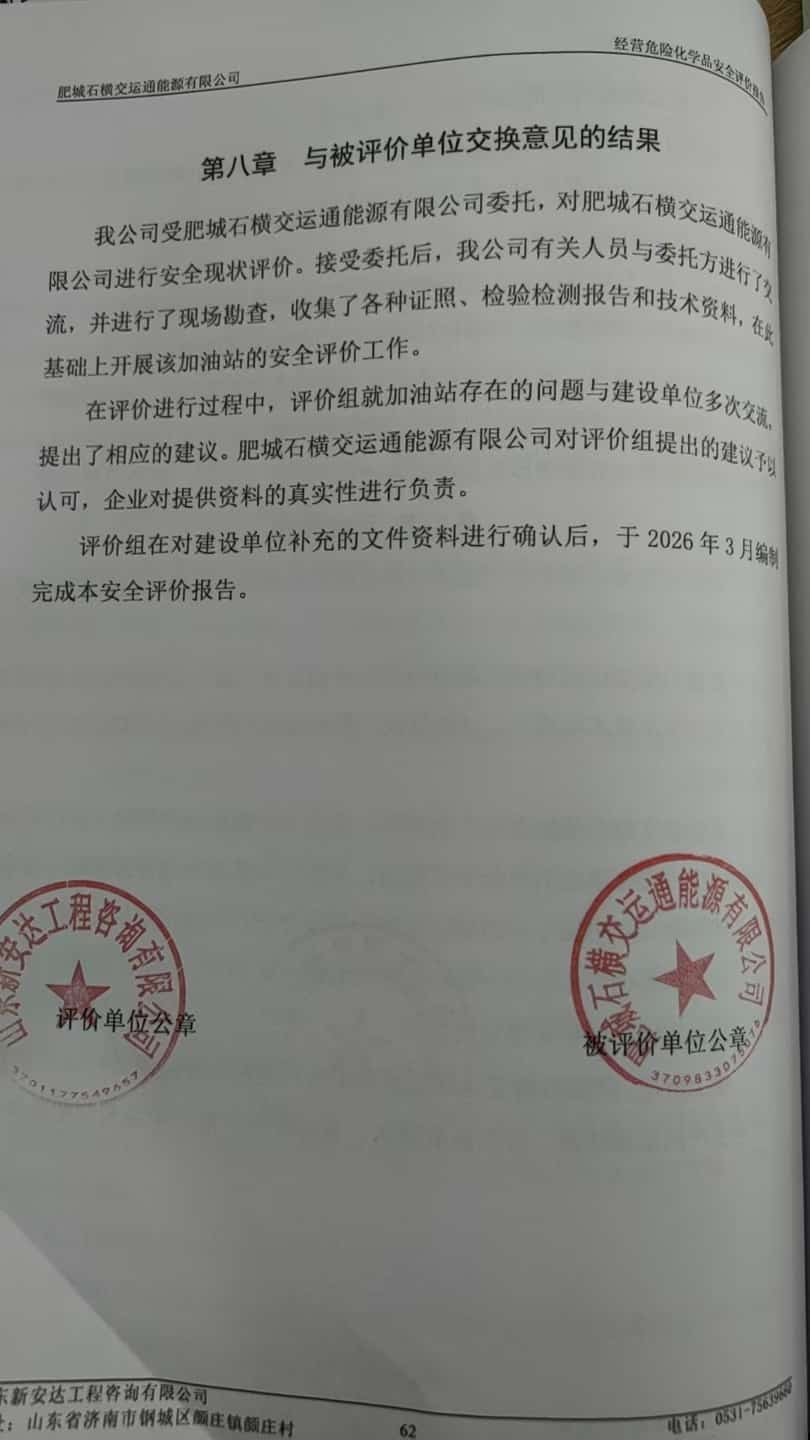 肥城石横交运通能源有限公司
经营危险化学品安全评价报告
第八章 与被评价单位交换意见的结果
我公司受肥城石横交运通能源有限公司委托，对肥城石横交运通能源有
限公司进行安全现状评价。接受委托后，我公司有关人员与委托方进行了交
流，并进行了现场勘查，收集了各种证照、检验检测报告和技术资料，在此
基础上开展该加油站的安全评价工作。
在评价进行过程中，评价组就加油站存在的问题与建设单位多次交流，
提出了相应的建议。肥城石横交运通能源有限公司对评价组提出的建议予以
认可，企业对提供资料的真实性进行负责。
评价组在对建设单位补充的文件资料进行确认后，于 2026 年 3 月编制
完成本安全评价报告。
山东新安达工程咨询有限公司
评价单位公章
3701177549657
肥城石横交运通能源有限公司
被评价单位公章
东新安达工程咨询有限公司
：山东省济南市钢城区颜庄镇颜庄村
62
电话：0531-75639660